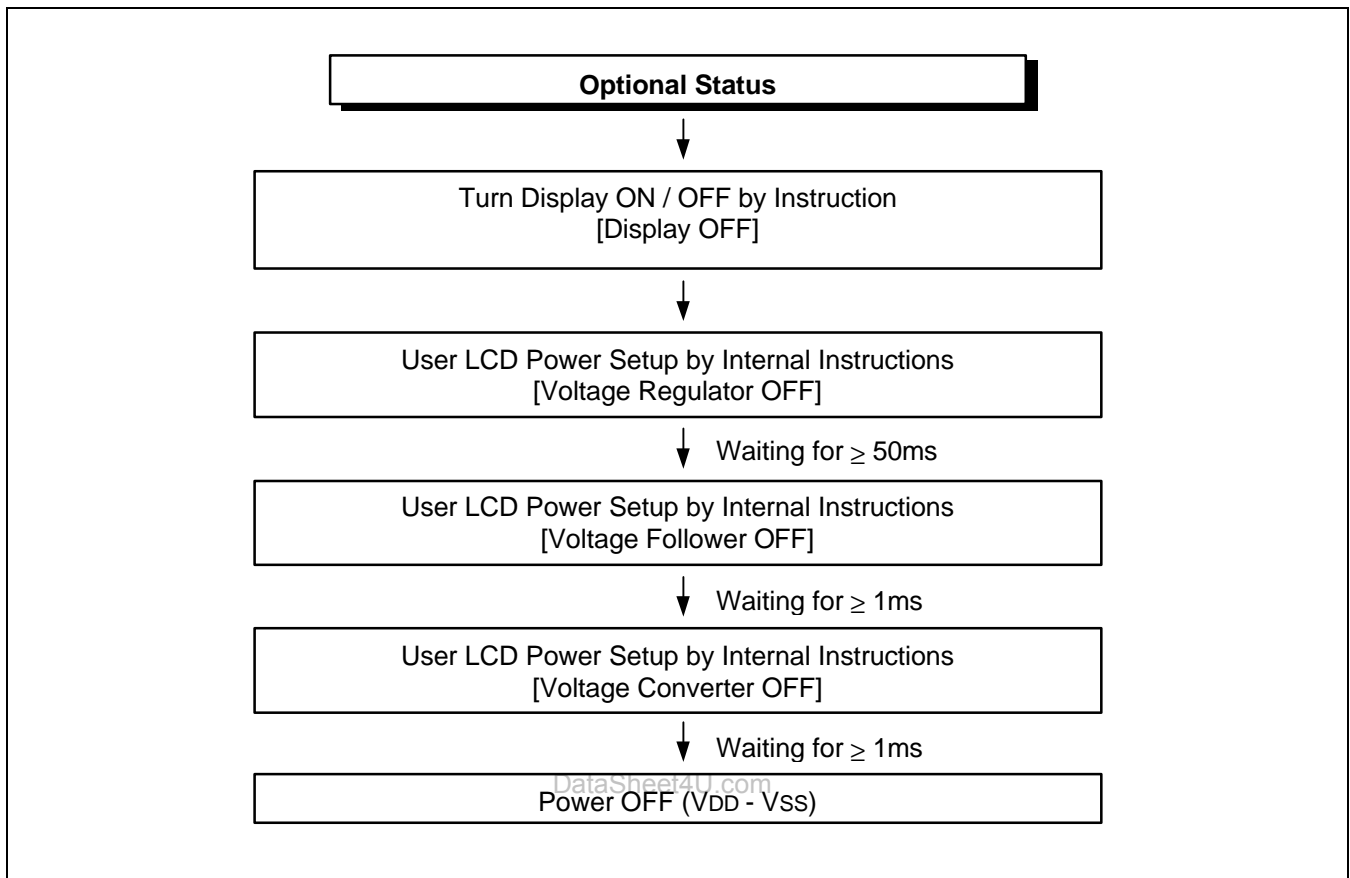 Optional Status
Turn Display ON / OFF by Instruction
[Display OFF]
User LCD Power Setup by Internal Instructions
[Voltage Regulator OFF]
Waiting for ≥ 50ms
User LCD Power Setup by Internal Instructions
[Voltage Follower OFF]
Waiting for ≥ 1ms
User LCD Power Setup by Internal Instructions
[Voltage Converter OFF]
Waiting for ≥ 1ms
DataSheet4U.com
Power OFF (VDD - VSS)